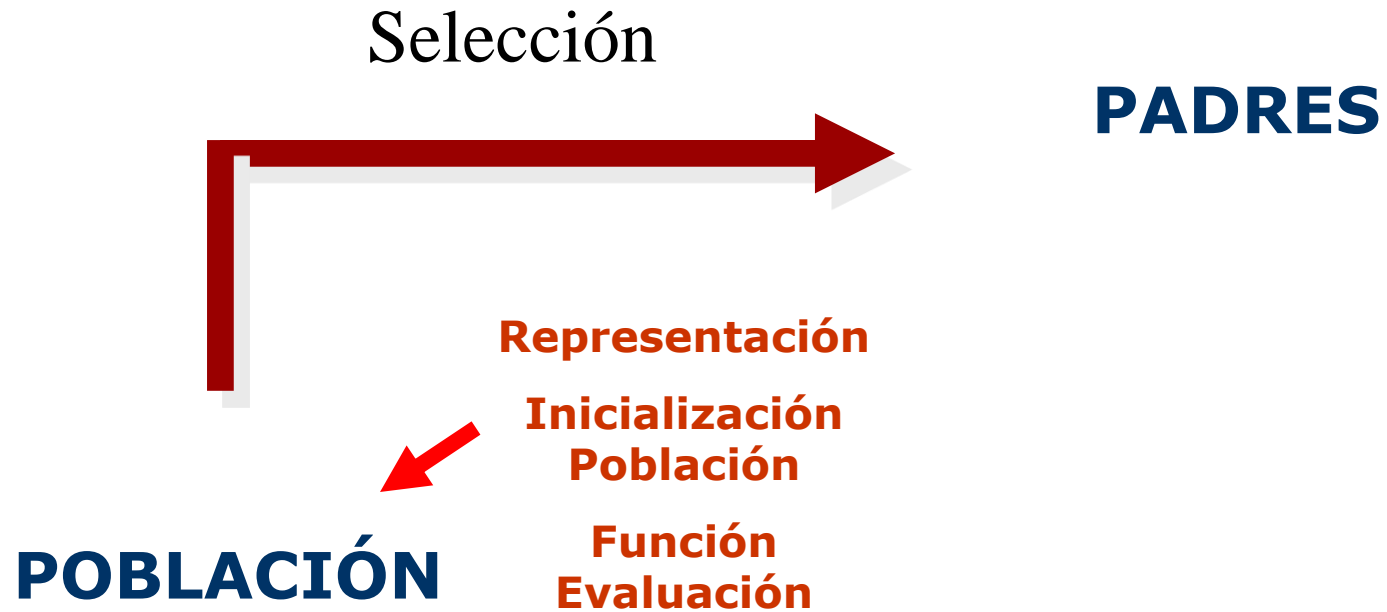 Selección
PADRES
Representación
Inicialización
Población
Función
Evaluación
POBLACIÓN